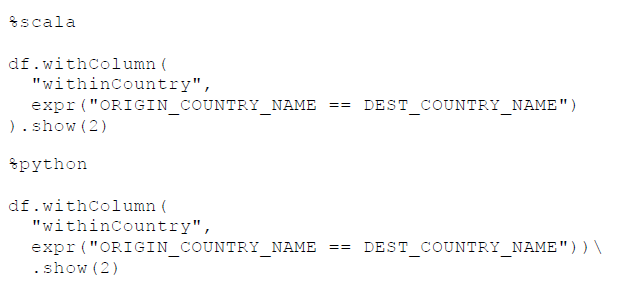 %scala
df.withColumn(
"withinCountry",
expr("ORIGIN_COUNTRY_NAME == DEST_COUNTRY_NAME")
).show(2)
%python
df.withColumn(
"withinCountry",
expr("ORIGIN_COUNTRY_NAME == DEST_COUNTRY_NAME"))\
.show(2)